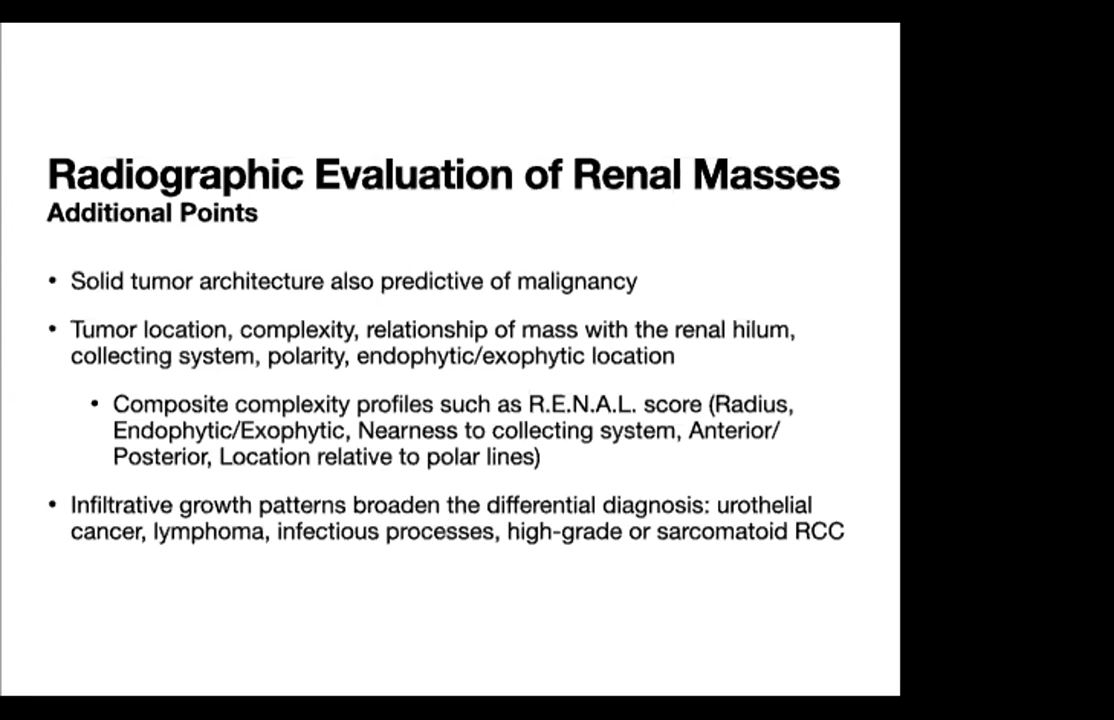 Radiographic Evaluation of Renal Masses
Additional Points
• Solid tumor architecture also predictive of malignancy
• Tumor location, complexity, relationship of mass with the renal hilum,
collecting system, polarity, endophytic/exophytic location
• Composite complexity profiles such as R.E.N.A.L. score (Radius,
Endophytic/Exophytic, Nearness to collecting system, Anterior/
Posterior, Location relative to polar lines)
• Infiltrative growth patterns broaden the differential diagnosis: urothelial
cancer, lymphoma, infectious processes, high-grade or sarcomatoid RCC